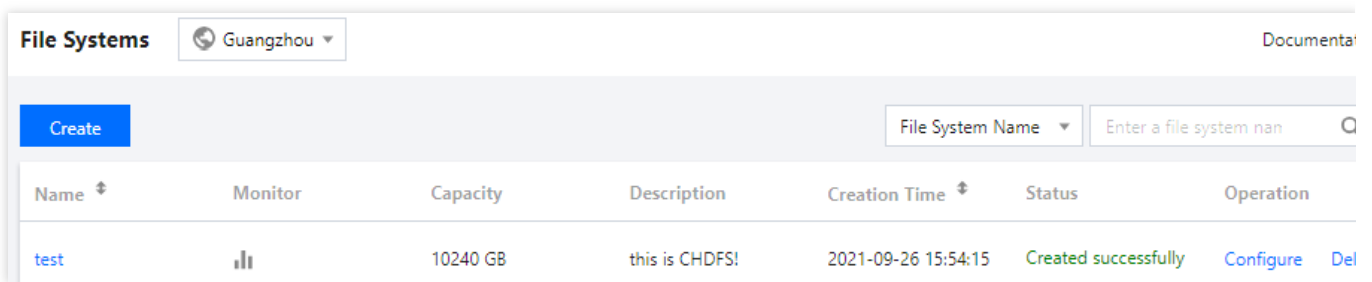 File Systems Guangzhou
Create File System Name Enter a file system nam
Name Monitor Capacity Description Creation Time Status Operation
test 10240 GB this is CHDFS! 2021-09-26 15:54:15 Created successfully Configure